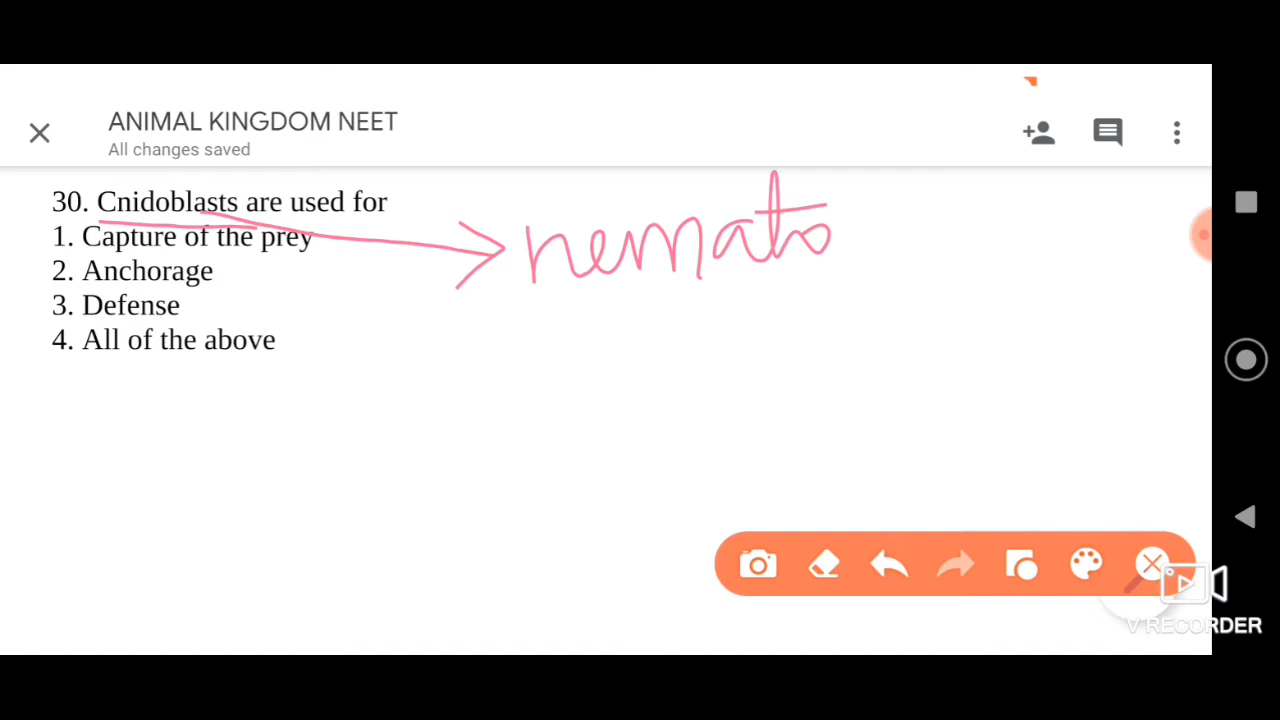 ANIMAL KINGDOM NEET
All changes saved
30. Cnidoblasts are used for
nemato
1. Capture of the prey
2. Anchorage
3. Defense
4. All of the above
V RECORDER